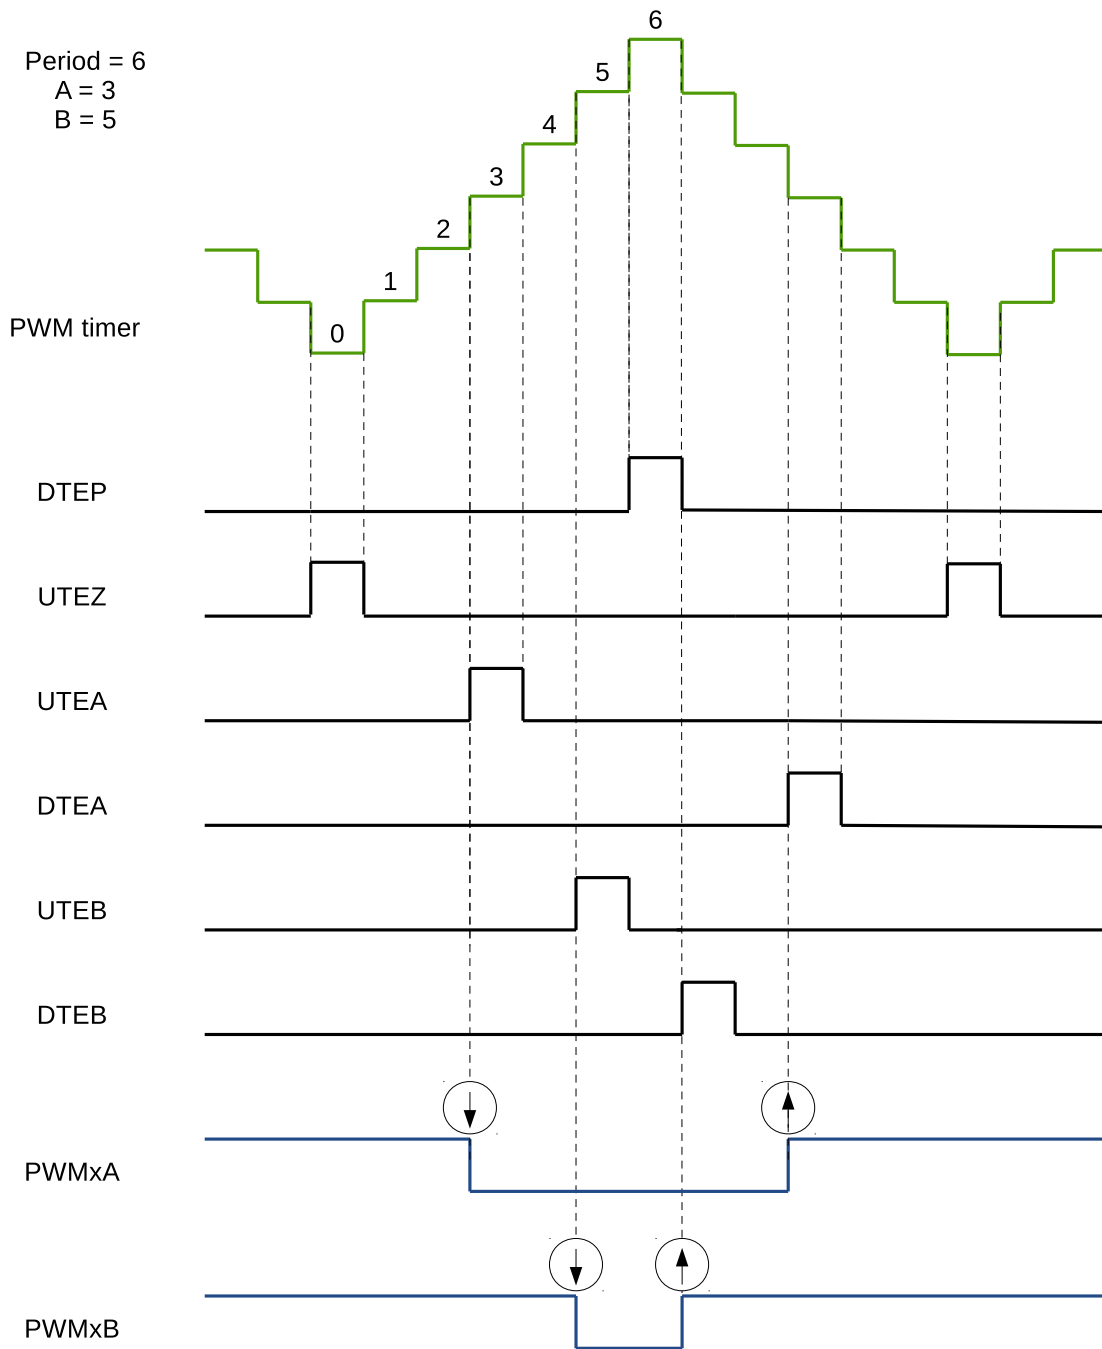 6
Period = 6
A = 3
B = 5
5
4
3
2
1
0
PWM timer
DTEP
UTEZ
UTEA
DTEA
UTEB
DTEB
PWMxA
PWMxB